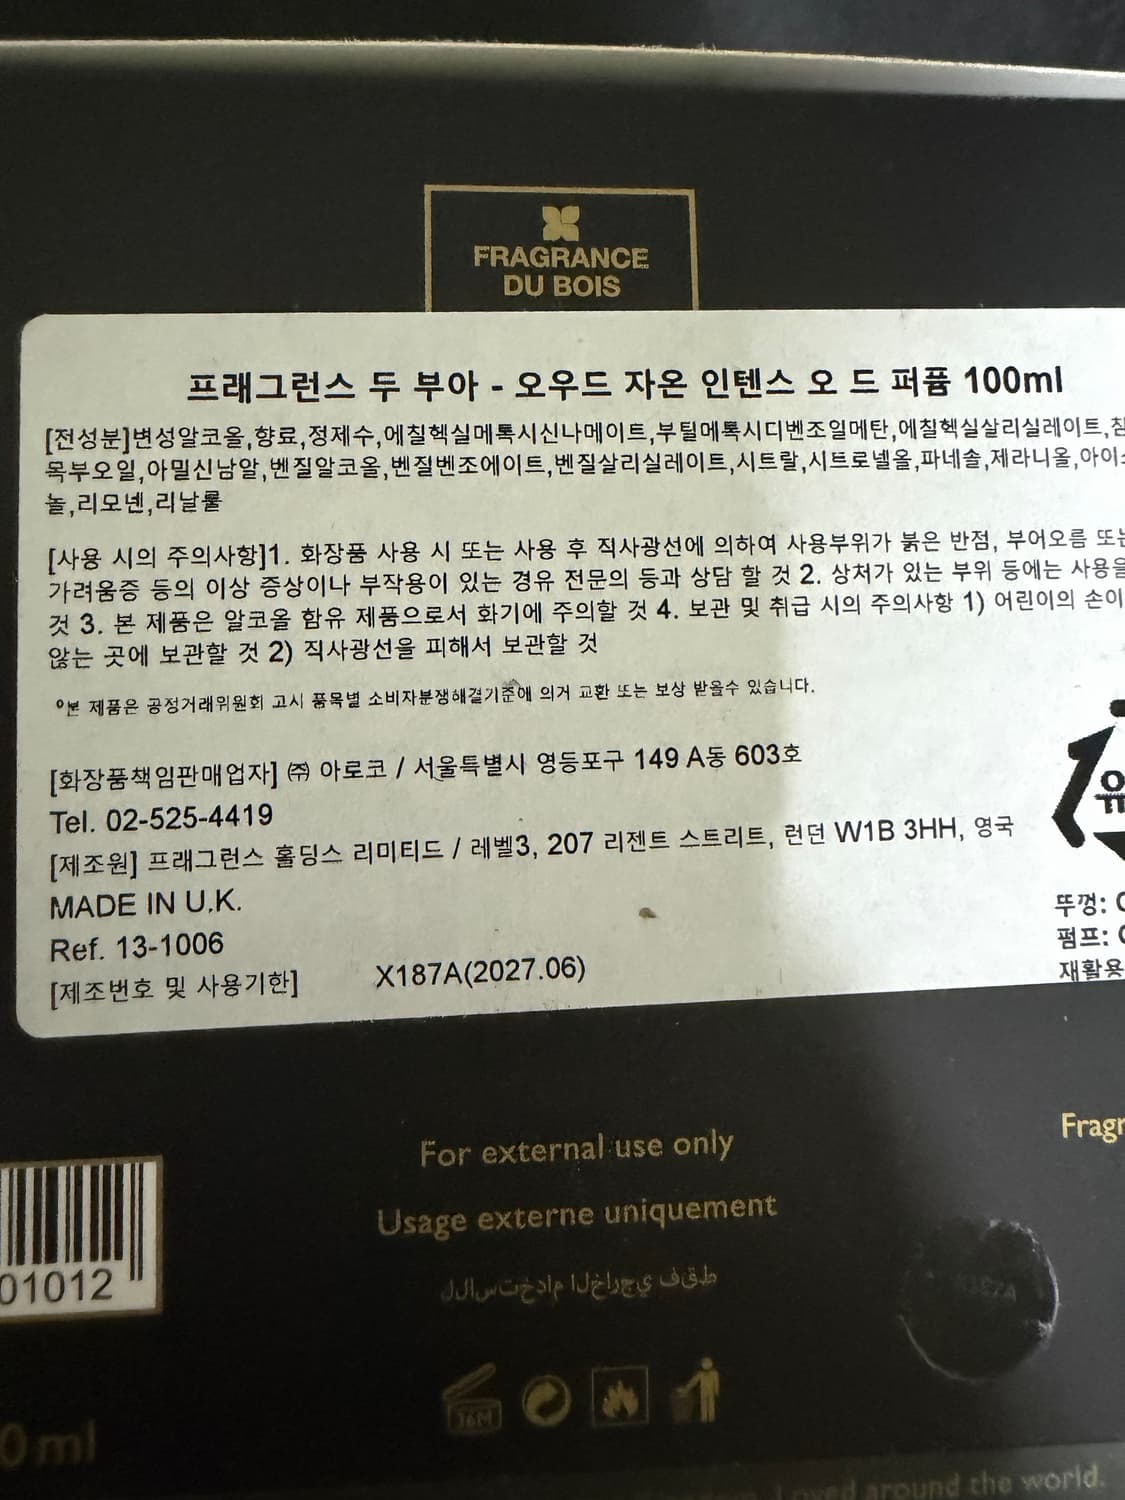 FRAGRANCE
DU BOIS
프래그런스 두 부아 - 오우드 자온 인텐스 오 드 퍼퓸 100ml
[전성분]변성알코올,향료,정제수,에칠헥실메톡시신나메이트,부틸메톡시디벤조일메탄,에칠헥실살리실레이트,침
목부오일,아밀신남알,벤질알코올,벤질벤조에이트,벤질살리실레이트,시트랄,시트로넬올,파네솔,제라니올,아이소
놀,리모넨,리날룰
[사용 시의 주의사항]1. 화장품 사용 시 또는 사용 후 직사광선에 의하여 사용부위가 붉은 반점, 부어오름 또는
가려움증 등의 이상 증상이나 부작용이 있는 경유 전문의 등과 상담 할 것 2. 상처가 있는 부위 둥에는 사용을
것 3. 본 제품은 알코올 함유 제품으로서 화기에 주의할 것 4. 보관 및 취급 시의 주의사항 1) 어린이의 손이
않는 곳에 보관할 것 2) 직사광선을 피해서 보관할 것
º본 제품은 공정거래위원회 고시 품목별 소비자분쟁해결기준에 의거 교환 또는 보상 받을수 있습니다.
[화장품책임판매업자] ㈜ 아로코 / 서울특별시 영등포구 149 A동 603호
Tel. 02-525-4419
[제조원] 프래그런스 홀딩스 리미티드 / 레벨3, 207 리젠트 스트리트, 런던 W1B 3HH, 영국
MADE IN U.K.
Ref. 13-1006
[제조번호 및 사용기한] X187A(2027.06)
유
뚜껑:
펌프:
재활용
For external use only
Usage externe uniquement
للاستخدام الخارجي فقط
Fragr
01012
36M
0ml
Loved around the world.